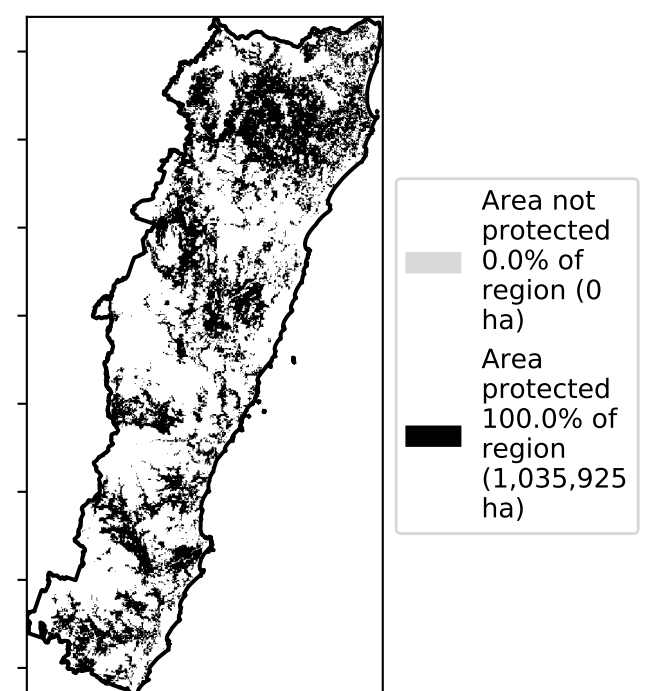 Area not
protected
0.0% of
region (0
ha)
Area
protected
100.0% of
region
(1,035,925
ha)